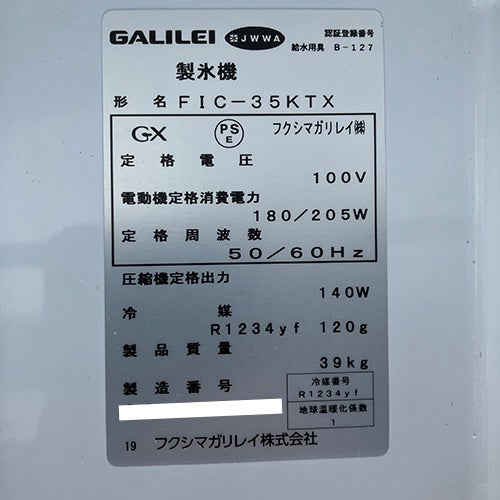 GALILEI JWWA 認証登録番号
給水用具 B-127
製氷機
形名 FIC-35KTX
GX PS E フクシマガリレイ㈱
定格電圧
100V
電動機定格消費電力
180/205W
定格周波数
50/60Hz
圧縮機定格出力
140W
冷媒
R1234yf 120g
製品質量
39kg
製造番号
冷媒番号
R1234yf
地球温暖化係数
1
19 フクシマガリレイ株式会社